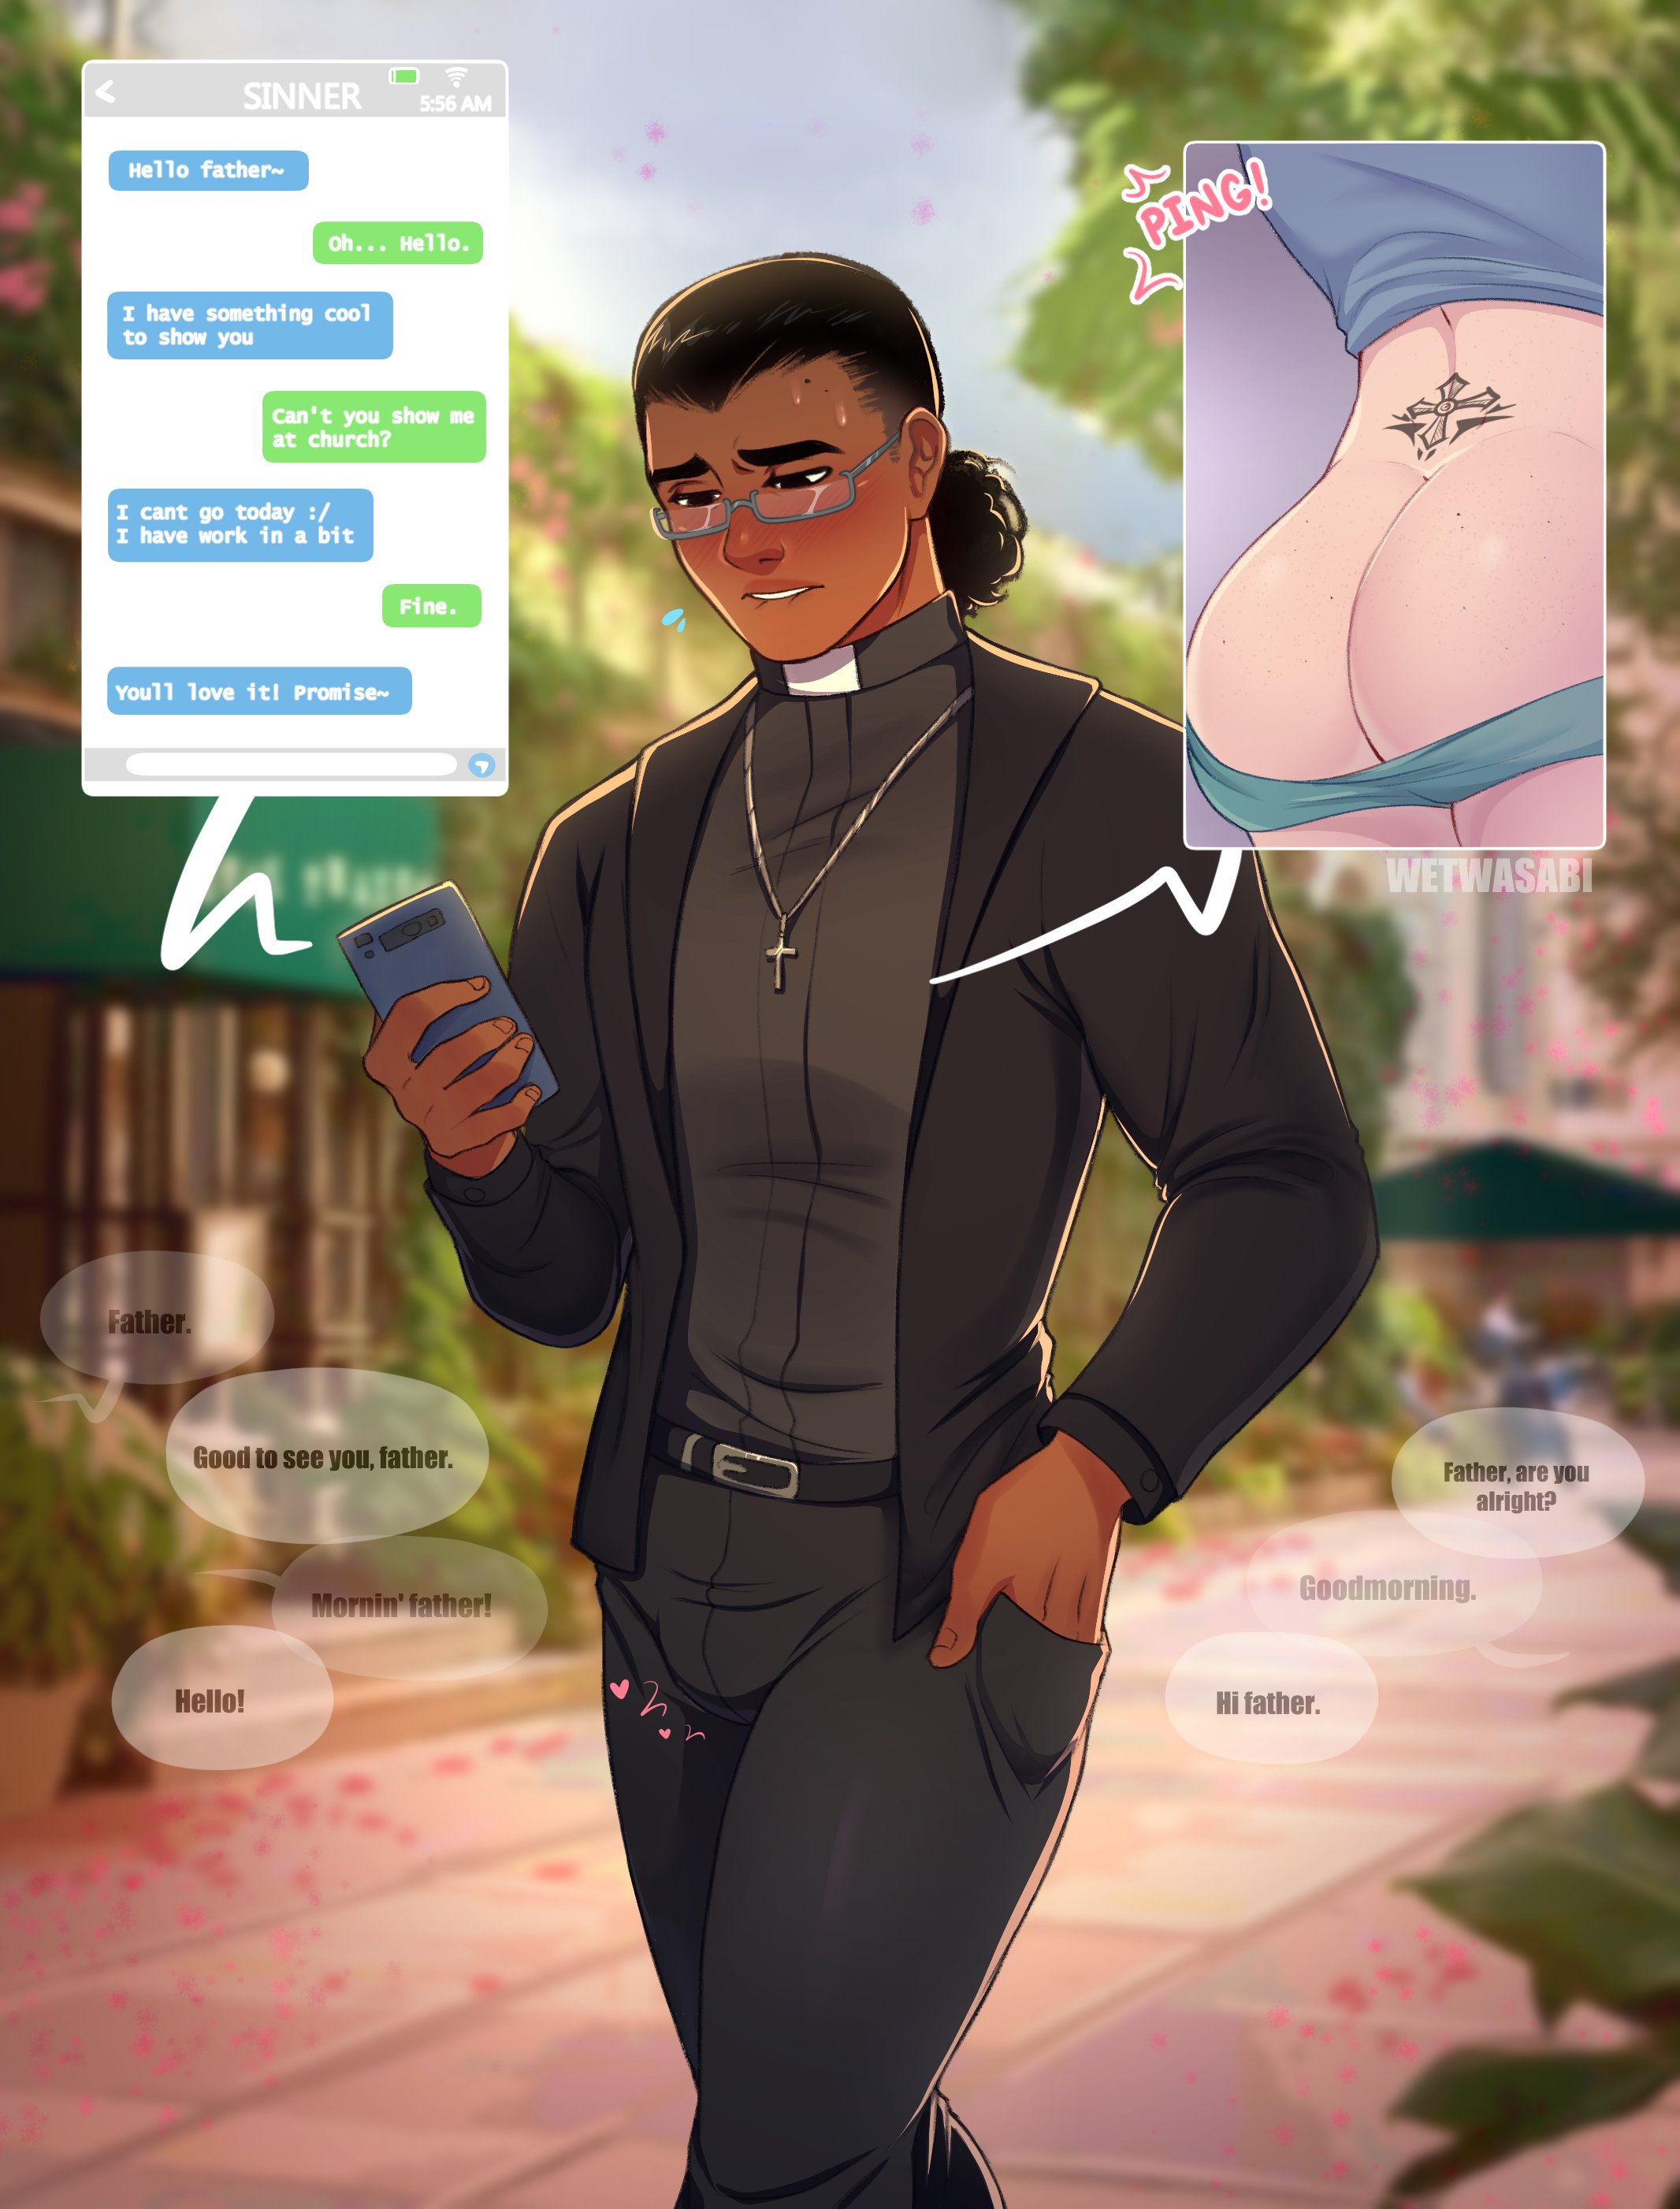 SINNER
5:56 AM
Hello father~
Oh... Hello.
I have something cool
to show you
Can't you show me
at church?
I cant go today :/
I have work in a bit
Fine.
Youll love it! Promise~
PING!
WETWASABI
Father.
Good to see you, father.
Mornin' father!
Hello!
Father, are you
alright?
Goodmorning.
Hi father.